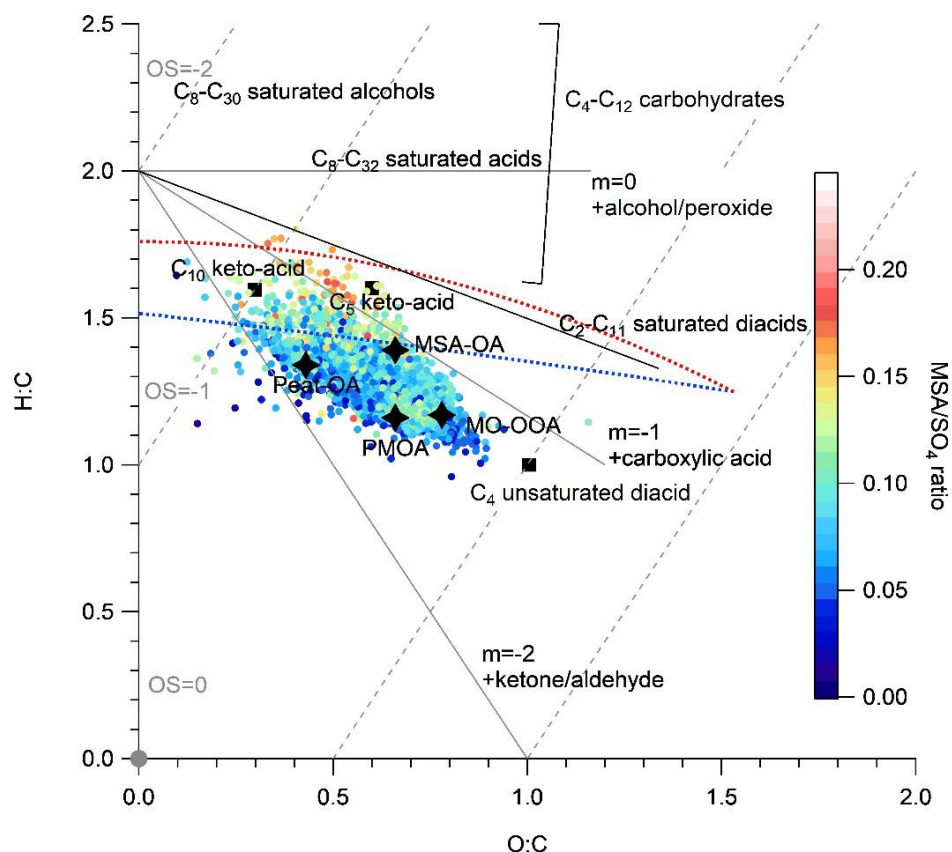 2.5
OS=-2
C8-C30 saturated alcohols
C4-C12 carbohydrates
C8-C32 saturated acids
2.0
m=0
+alcohol/peroxide
C10 keto-acid
C5 keto-acid
C2-C11 saturated diacids
1.5
MSA-OA
OS=-1
Peat-OA
MO-OOA
PMOA
m=-1
+carboxylic acid
1.0
C4 unsaturated diacid
0.5
m=-2
+ketone/aldehyde
OS=0
0.0
H:C
0.0
0.5
1.0
1.5
2.0
O:C
0.20
0.15
0.10
0.05
0.00
MSA/SO4 ratio